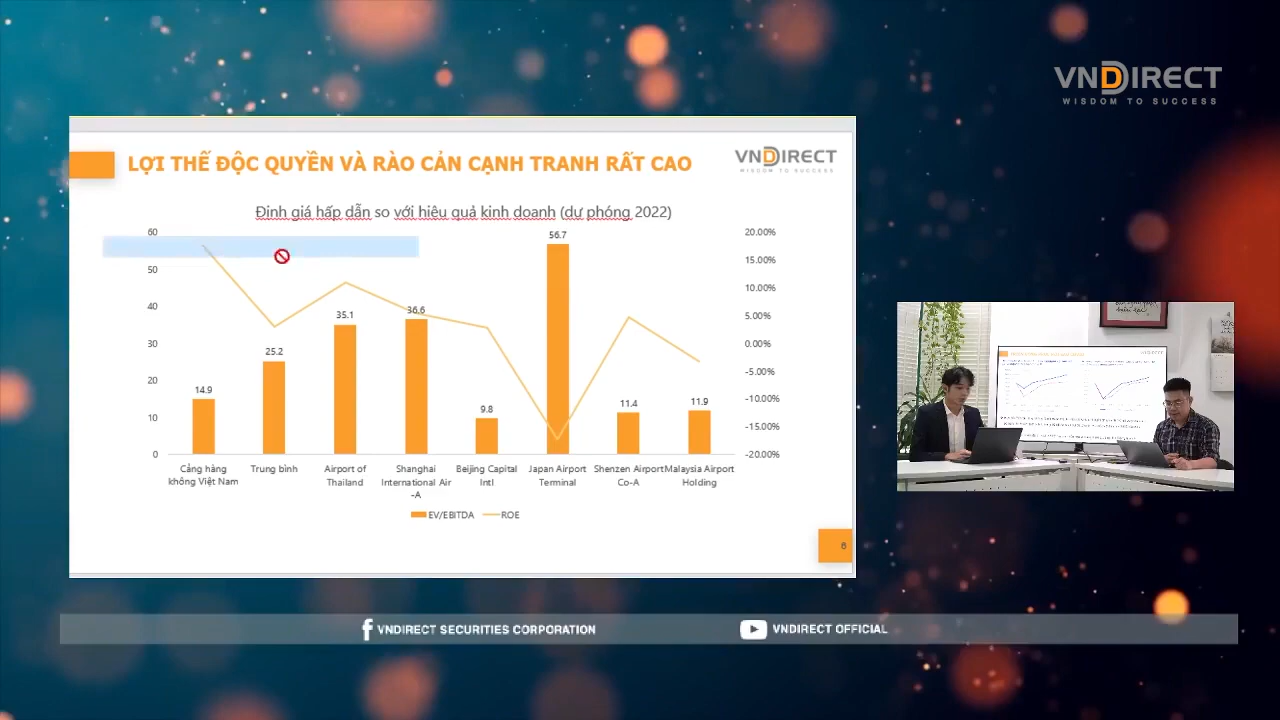 VNDIRECT
WISDOM TO SUCCESS
LỢI THẾ ĐỘC QUYỀN VÀ RÀO CẢN CẠNH TRANH RẤT CAO
VNDIRECT
WISDOM TO SUCCESS
Định giá hấp dẫn so với hiệu quả kinh doanh (dự phóng 2022)
60
50
40
30
20
10
0
14.9
25.2
35.1
36.6
9.8
56.7
11.4
11.9
20.00%
15.00%
10.00%
5.00%
0.00%
-5.00%
-10.00%
-15.00%
-20.00%
Cảng hàng
không Việt Nam
Trung bình
Airport of
Thailand
Shanghai
International Air
-A
Beijing Capital
Intl
Japan Airport
Terminal
Shenzen Airport
Co-A
Malaysia Airport
Holding
EV/EBITDA
ROE
6
VNDIRECT SECURITIES CORPORATION
VNDIRECT OFFICIAL